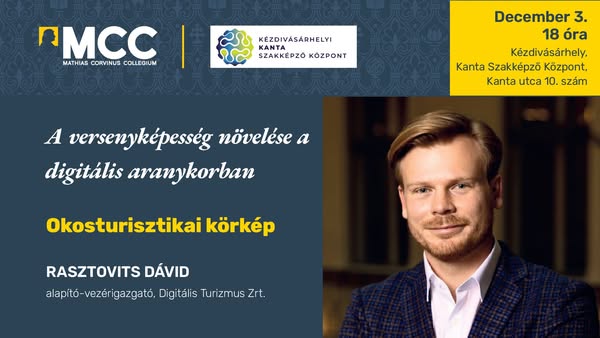 MCC
MATHIAS CORVINUS COLLEGIUM
KÉZDIVÁSÁRHELYI
KANTA
SZAKKÉPZŐ KÖZPONT
December 3.
18 óra
Kézdivásárhely,
Kanta Szakképző Központ,
Kanta utca 10. szám
A versenyképesség növelése a
digitális aranykorban
Okosturisztikai körkép
RASZTOVITS DÁVID
alapító-vezérigazgató, Digitális Turizmus Zrt.